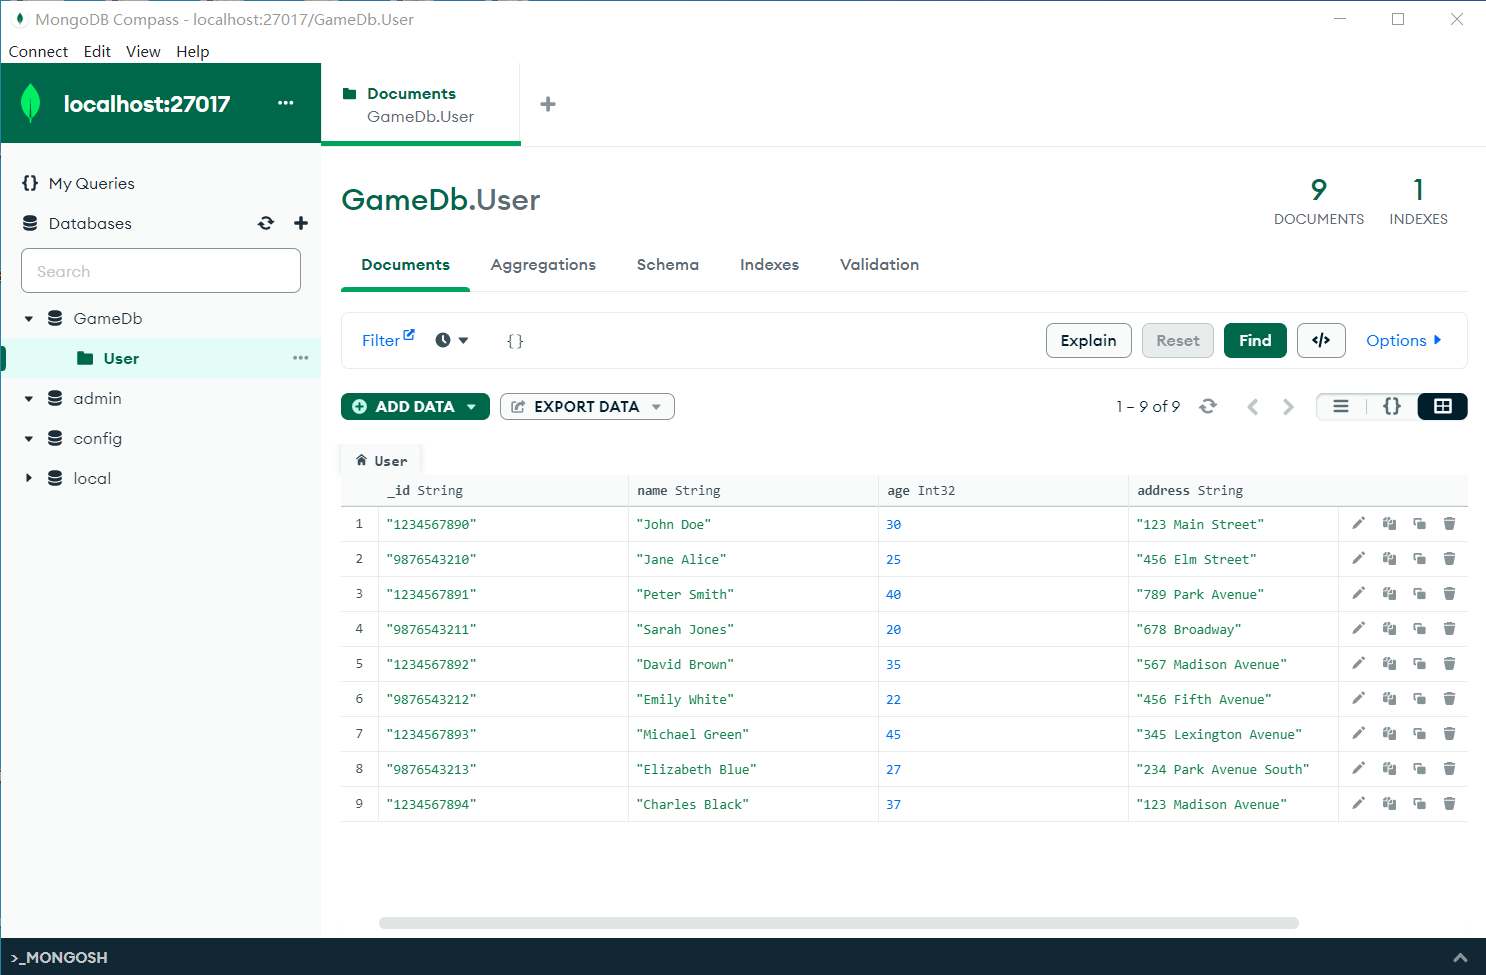 MongoDB Compass - localhost:27017/GameDb.User
Connect Edit View Help
localhost:27017
Documents
GameDb.User
My Queries
Databases
Search
GameDb
User
admin
config
local
GameDb.User
9
DOCUMENTS
1
INDEXES
Documents Aggregations Schema Indexes Validation
Filter {} Explain Reset Find </> Options
ADD DATA EXPORT DATA 1 – 9 of 9 {}
User
_id String name String age Int32 address String
1 "1234567890" "John Doe" 30 "123 Main Street"
2 "9876543210" "Jane Alice" 25 "456 Elm Street"
3 "1234567891" "Peter Smith" 40 "789 Park Avenue"
4 "9876543211" "Sarah Jones" 20 "678 Broadway"
5 "1234567892" "David Brown" 35 "567 Madison Avenue"
6 "9876543212" "Emily White" 22 "456 Fifth Avenue"
7 "1234567893" "Michael Green" 45 "345 Lexington Avenue"
8 "9876543213" "Elizabeth Blue" 27 "234 Park Avenue South"
9 "1234567894" "Charles Black" 37 "123 Madison Avenue"
>_MONGOSH